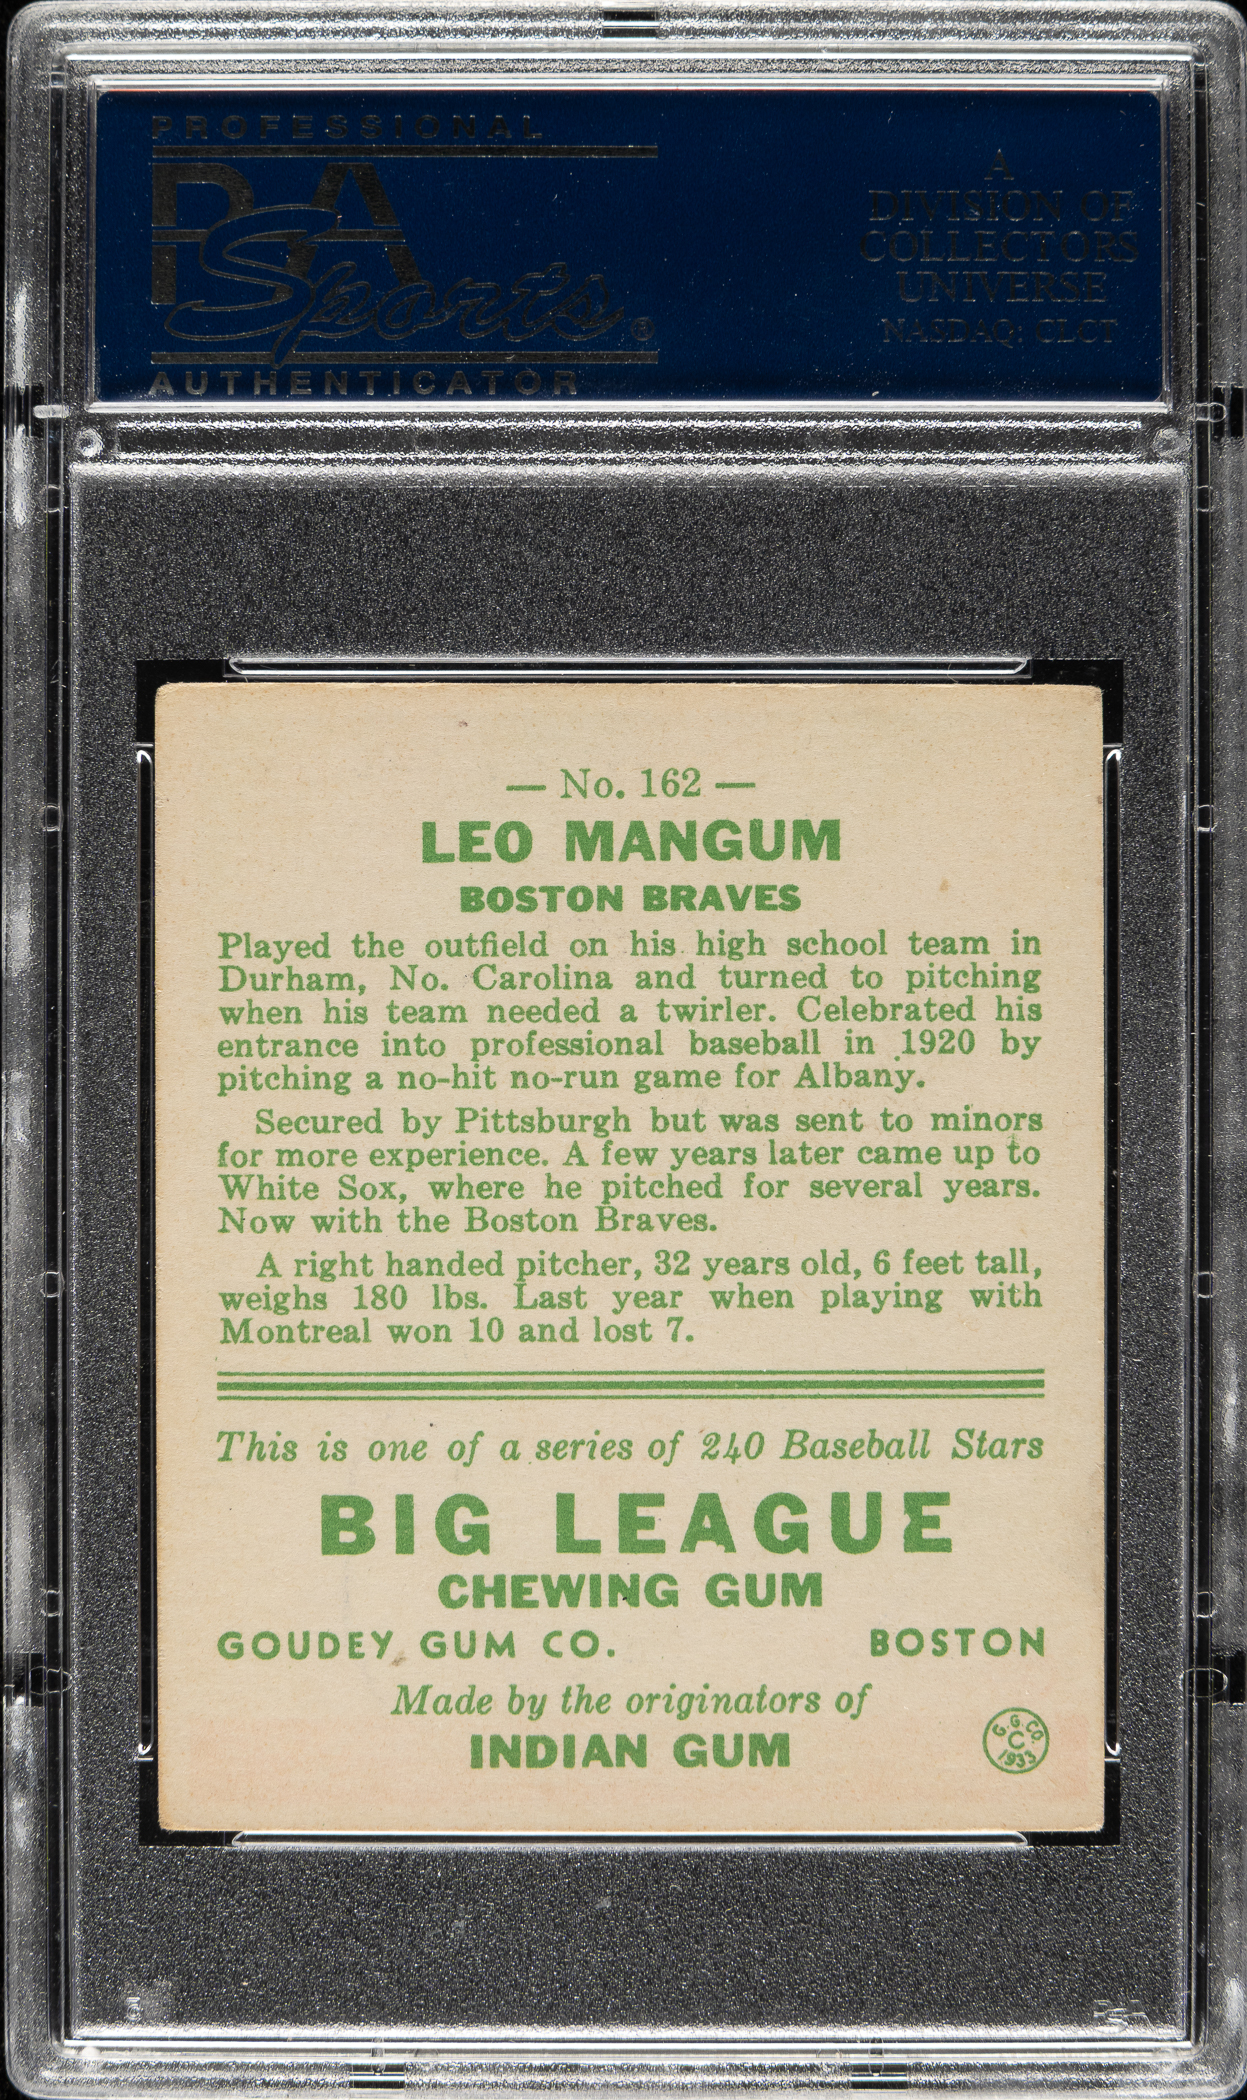 PROFESSIONAL
PSA
Sports®
AUTHENTICATOR
A
DIVISION OF
COLLECTORS
UNIVERSE
NASDAQ: CLCT
— No. 162 —
LEO MANGUM
BOSTON BRAVES
Played the outfield on his high school team in
Durham, No. Carolina and turned to pitching
when his team needed a twirler. Celebrated his
entrance into professional baseball in 1920 by
pitching a no-hit no-run game for Albany.
Secured by Pittsburgh but was sent to minors
for more experience. A few years later came up to
White Sox, where he pitched for several years.
Now with the Boston Braves.
A right handed pitcher, 32 years old, 6 feet tall,
weighs 180 lbs. Last year when playing with
Montreal won 10 and lost 7.
This is one of a series of 240 Baseball Stars
BIG LEAGUE
CHEWING GUM
GOUDEY GUM CO. BOSTON
Made by the originators of
INDIAN GUM
G.G.CO.
C
1933
5
PSA